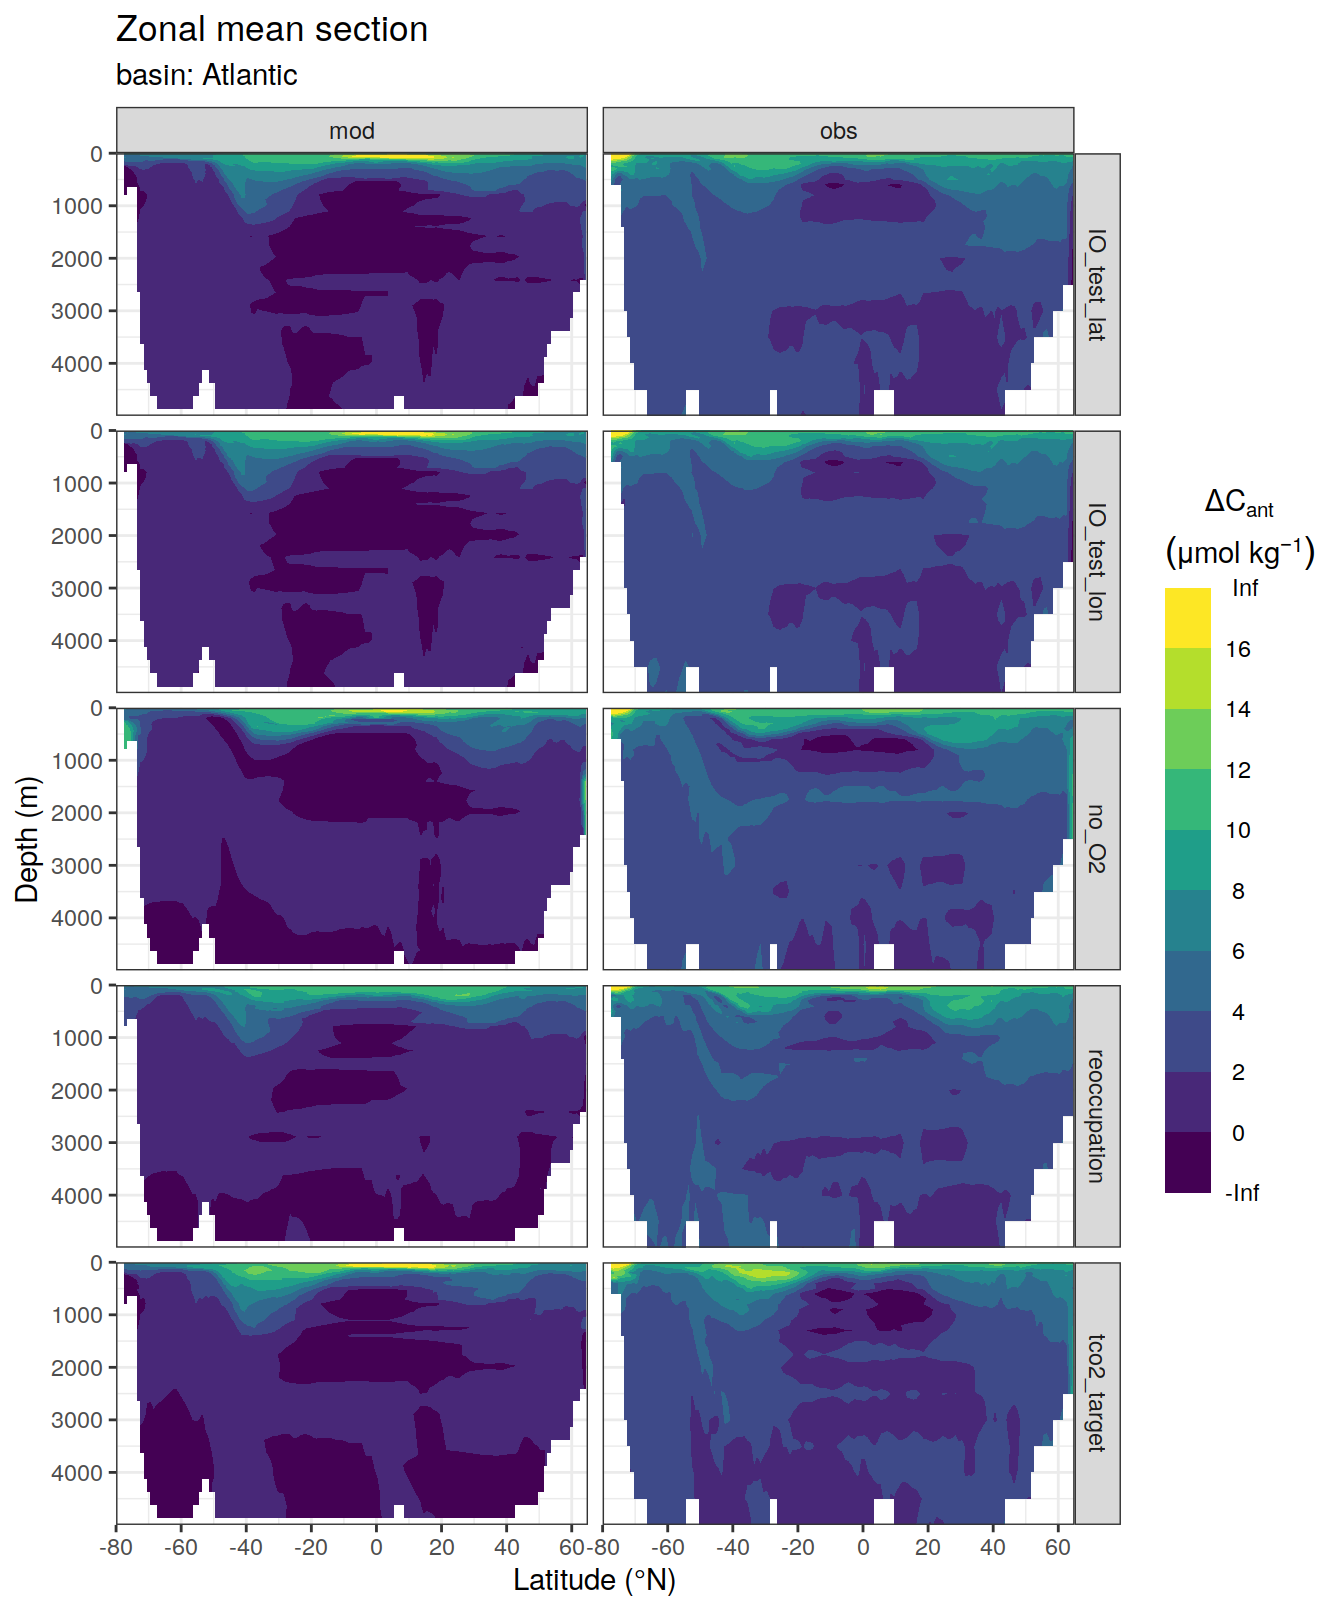 Zonal mean section
basin: Atlantic
mod
obs
0
1000
2000
3000
4000
IO_test_lat
0
1000
2000
3000
4000
IO_test_lon
0
1000
2000
3000
4000
no_O2
0
1000
2000
3000
4000
reoccupation
0
1000
2000
3000
4000
tco2_target
Depth (m)
-80 -60 -40 -20 0 20 40 60 -80 -60 -40 -20 0 20 40 60
Latitude (°N)
ΔCant
(μmol kg−1)
Inf
16
14
12
10
8
6
4
2
0
-Inf